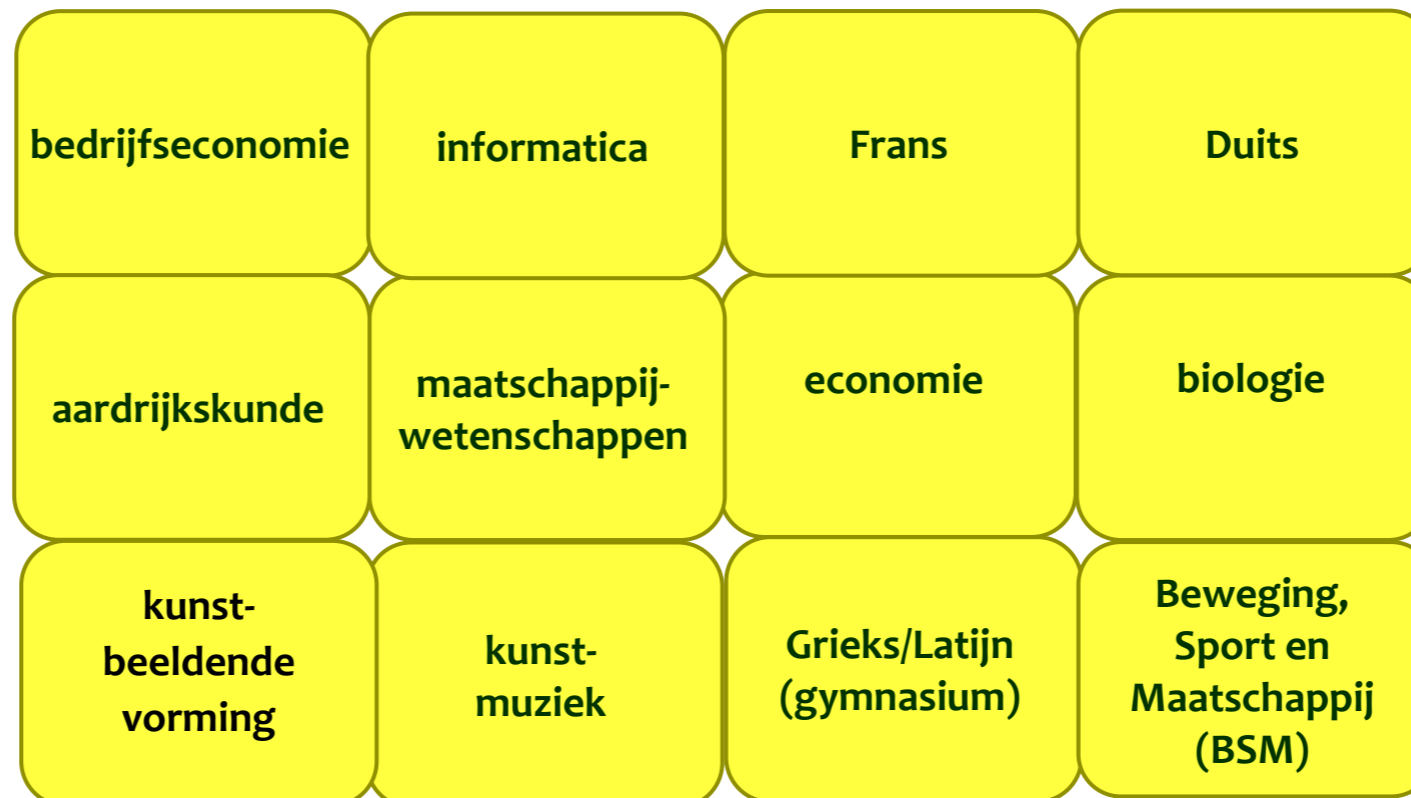 bedrijfseconomie
informatica
Frans
Duits
aardrijkskunde
maatschappij-
wetenschappen
economie
biologie
kunst-
beeldende
vorming
kunst-
muziek
Grieks/Latijn
(gymnasium)
Beweging,
Sport en
Maatschappij
(BSM)